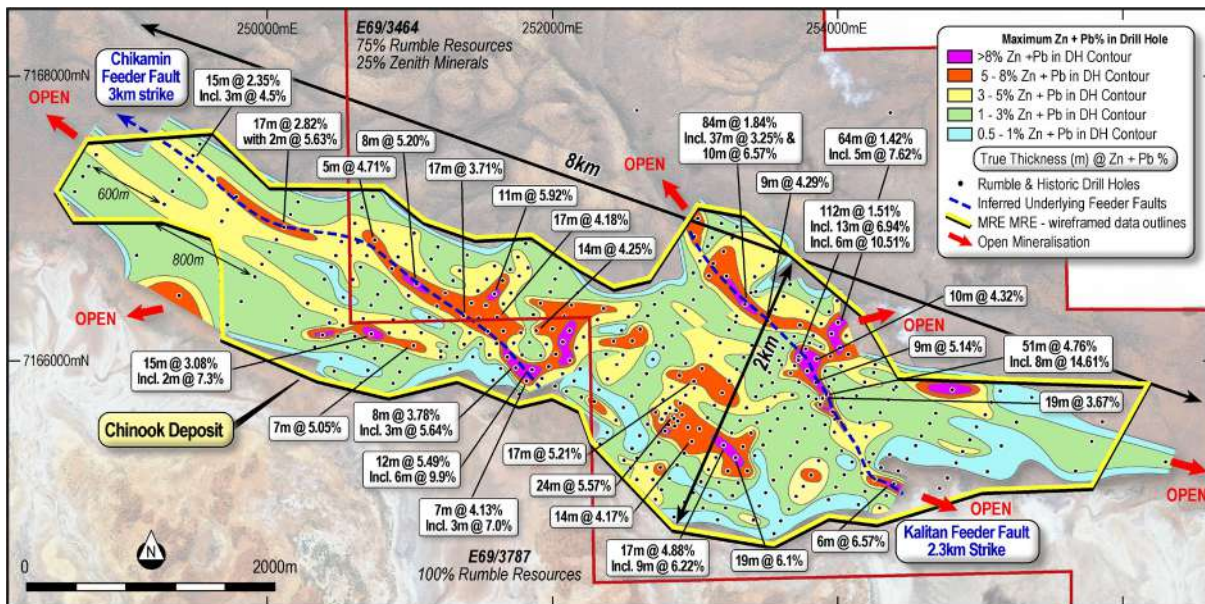 250000mE
252000mE
254000mE
7168000mN
7166000mN
E69/3464
75% Rumble Resources
25% Zenith Minerals
Chikamin
Feeder Fault
3km strike
OPEN
15m @ 2.35%
Incl. 3m @ 4.5%
17m @ 2.82%
with 2m @ 5.63%
8m @ 5.20%
5m @ 4.71%
17m @ 3.71%
11m @ 5.92%
17m @ 4.18%
14m @ 4.25%
8km
OPEN
84m @ 1.84%
Incl. 37m @ 3.25% &
10m @ 6.57%
64m @ 1.42%
Incl. 5m @ 7.62%
9m @ 4.29%
112m @ 1.51%
Incl. 13m @ 6.94%
Incl. 6m @ 10.51%
Maximum Zn + Pb% in Drill Hole
>8% Zn +Pb in DH Contour
5 - 8% Zn + Pb in DH Contour
3 - 5% Zn + Pb in DH Contour
1 - 3% Zn + Pb in DH Contour
0.5 - 1% Zn + Pb in DH Contour
True Thickness (m) @ Zn + Pb %
Rumble & Historic Drill Holes
Inferred Underlying Feeder Faults
MRE MRE - wireframed data outlines
Open Mineralisation
600m
800m
2km
OPEN
OPEN
10m @ 4.32%
9m @ 5.14%
51m @ 4.76%
Incl. 8m @ 14.61%
19m @ 3.67%
15m @ 3.08%
Incl. 2m @ 7.3%
Chinook Deposit
7m @ 5.05%
8m @ 3.78%
Incl. 3m @ 5.64%
12m @ 5.49%
Incl. 6m @ 9.9%
7m @ 4.13%
Incl. 3m @ 7.0%
17m @ 5.21%
24m @ 5.57%
14m @ 4.17%
17m @ 4.88%
Incl. 9m @ 6.22%
19m @ 6.1%
6m @ 6.57%
OPEN
OPEN
Kalitan Feeder Fault
2.3km Strike
E69/3787
100% Rumble Resources
N
0
2000m